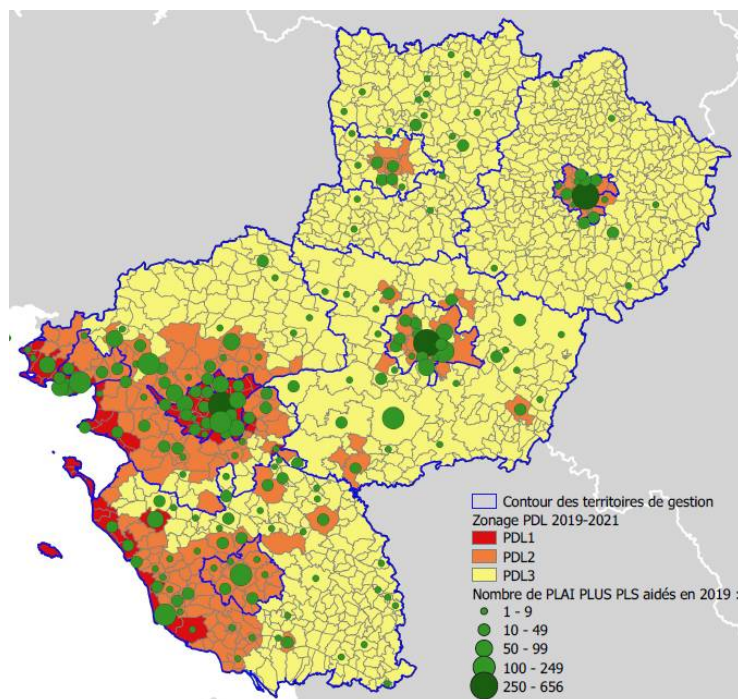 Contour des territoires de gestion
Zonage PDL 2019-2021
PDL1
PDL2
PDL3
Nombre de PLAI PLUS PLS aidés en 2019 :
1 - 9
10 - 49
50 - 99
100 - 249
250 - 656